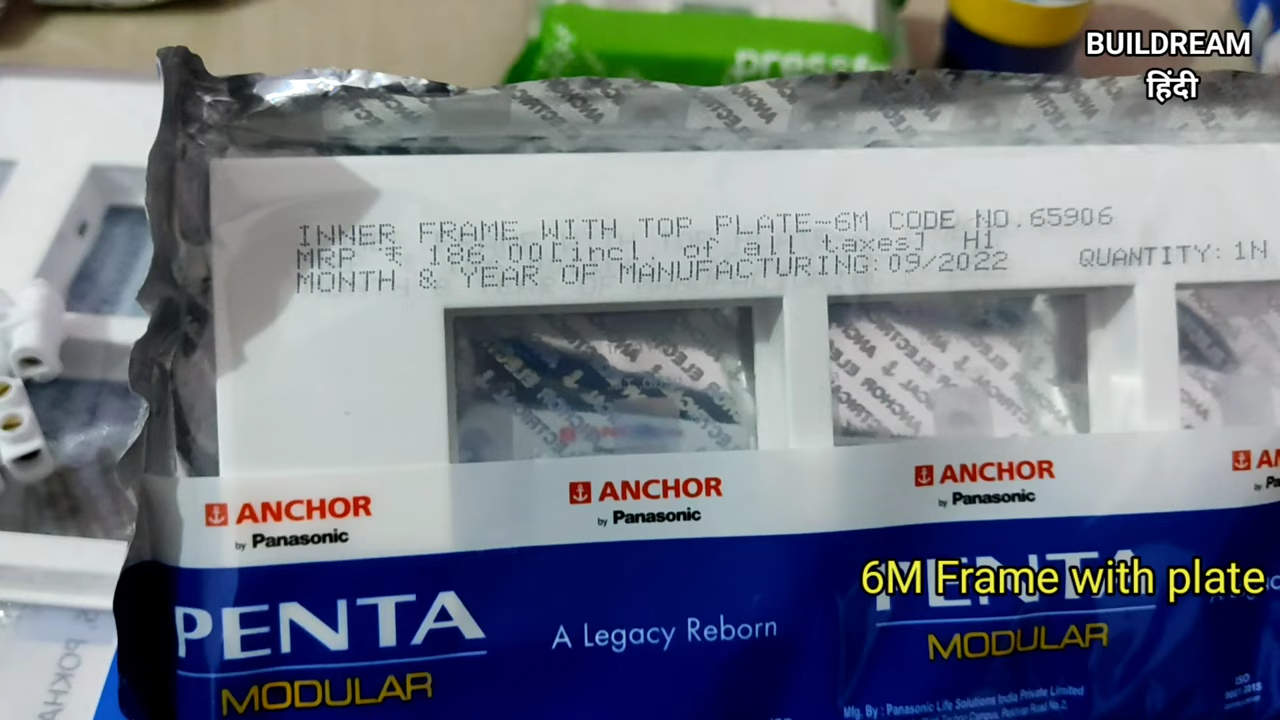 BUILDREAM
हिंदी
INNER FRAME WITH TOP PLATE-6M CODE NO.65906
MRP ₹ 186.00[incl. of all taxes] H1
MONTH & YEAR OF MANUFACTURING:09/2022 QUANTITY: 1N
ANCHOR
by Panasonic
ANCHOR
by Panasonic
ANCHOR
by Panasonic
6M Frame with plate
PENTA
MODULAR
A Legacy Reborn
PENTA
MODULAR
Mfg. By : Panasonic Life Solutions India Private Limited
ISO